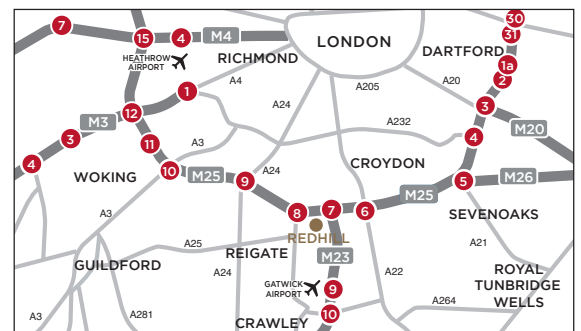 30
31
7
15
4
M4
LONDON
DARTFORD
HEATHROW
AIRPORT
RICHMOND
1a
2
A4
A20
A205
1
A24
3
12
M3
A232
M20
3
4
11
A3
4
CROYDON
10
M25
A24
WOKING
9
5
M26
M25
8
7
6
SEVENOAKS
A3
REDHILL
A25
REIGATE
M23
A21
GUILDFORD
A24
A22
ROYAL
TUNBRIDGE
WELLS
GATWICK
AIRPORT
9
A264
A3
A281
10
CRAWLEY